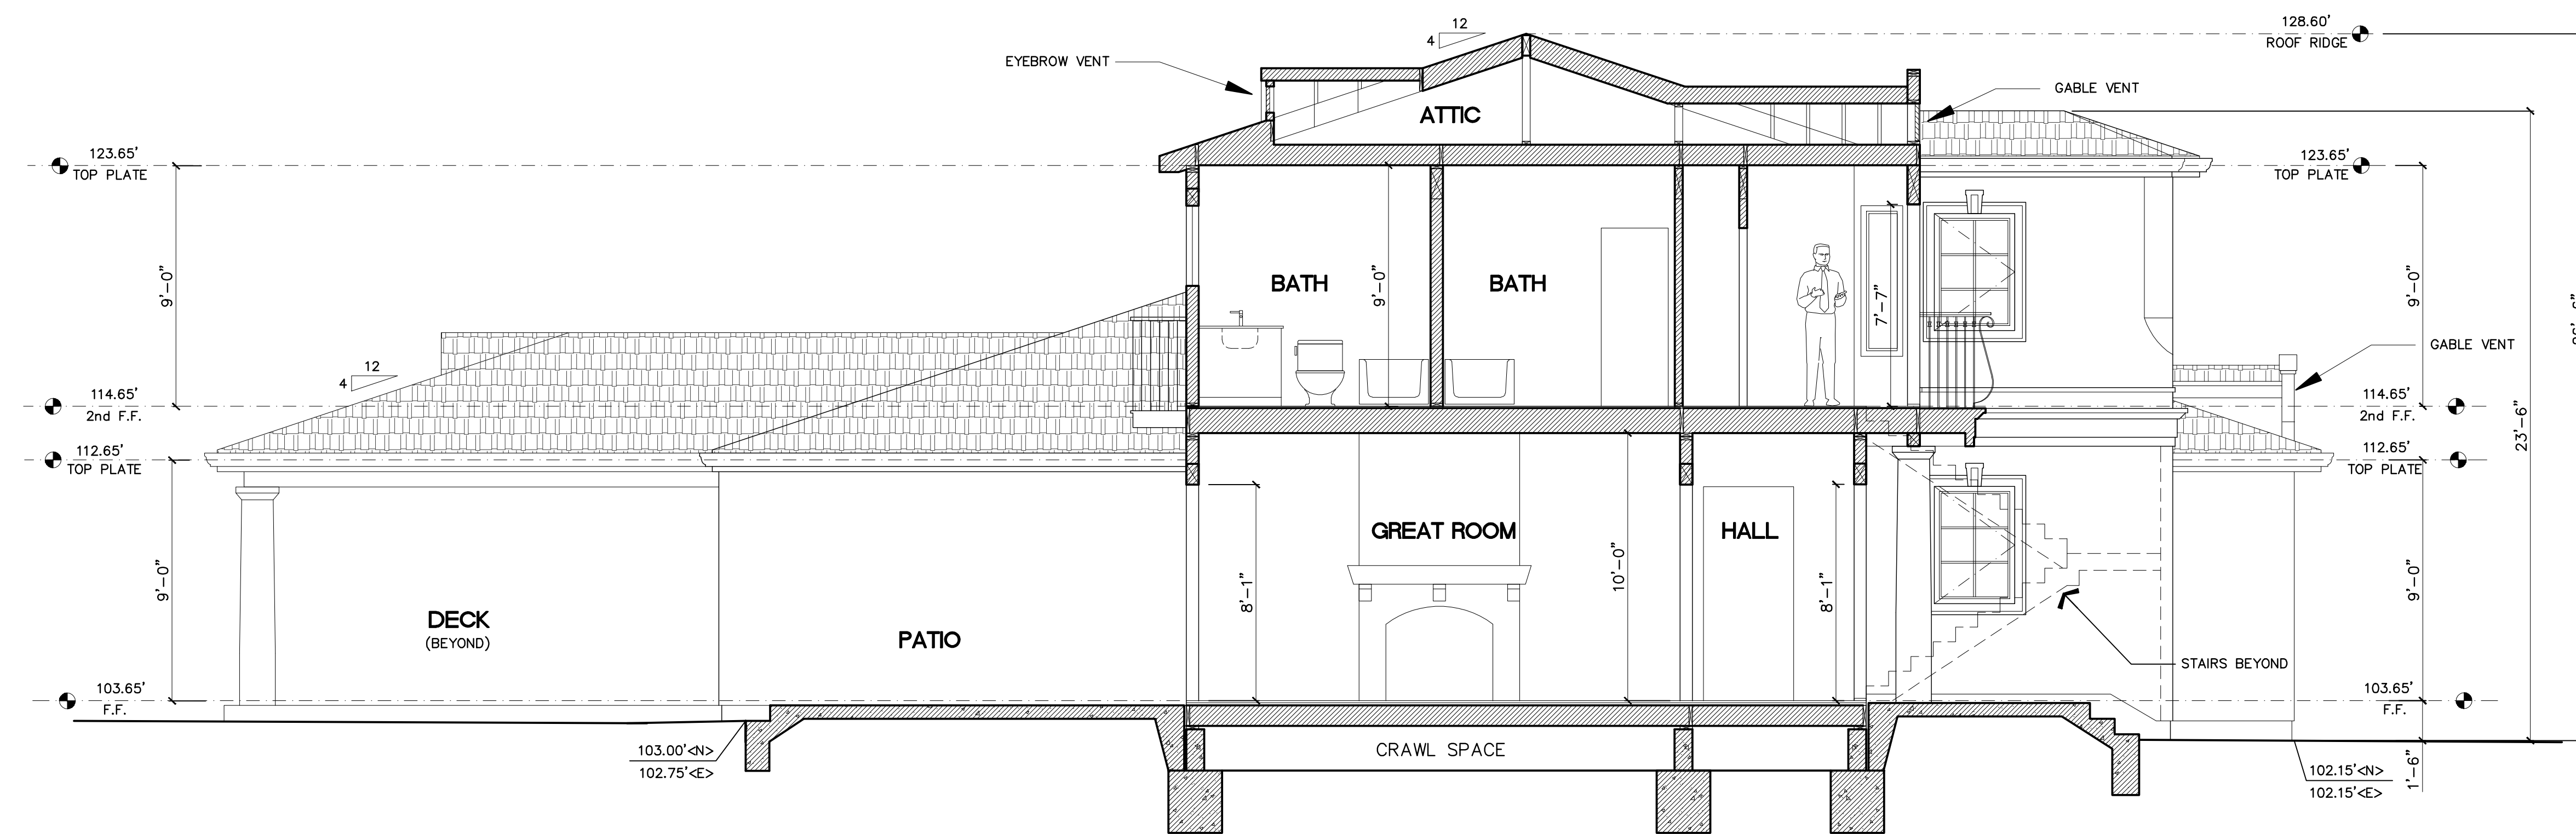 12
4
128.60'
ROOF RIDGE
EYEBROW VENT
GABLE VENT
ATTIC
123.65'
TOP PLATE
123.65'
TOP PLATE
9'-0"
BATH
9'-0"
BATH
7'-7"
9'-0"
GABLE VENT
12
4
114.65'
2nd F.F.
114.65'
2nd F.F.
23'-6"
112.65'
TOP PLATE
112.65'
TOP PLATE
9'-0"
GREAT ROOM
HALL
8'-1"
10'-0"
8'-1"
9'-0"
DECK
(BEYOND)
PATIO
STAIRS BEYOND
103.65'
F.F.
103.65'
F.F.
103.00'<N>
102.75'<E>
CRAWL SPACE
1'-6"
102.15'<N>
102.15'<E>